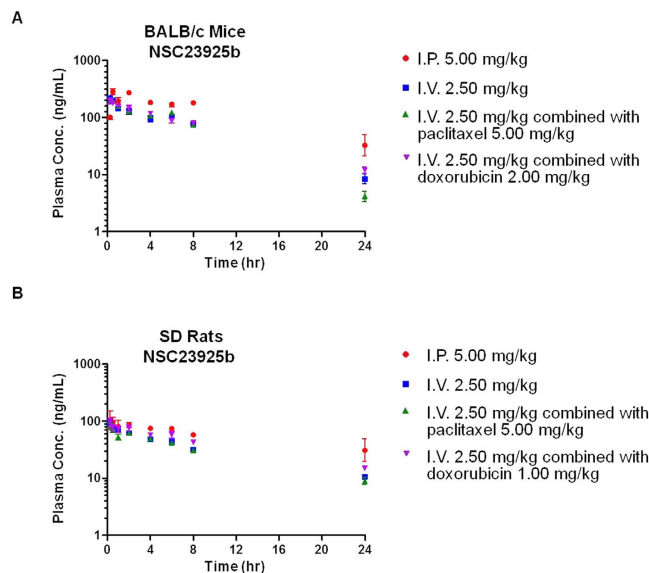 A
BALB/c Mice
NSC23925b
1000
100
10
1
Plasma Conc. (ng/mL)
0 4 8 12 16 20 24
Time (hr)
I.P. 5.00 mg/kg
I.V. 2.50 mg/kg
I.V. 2.50 mg/kg combined with
paclitaxel 5.00 mg/kg
I.V. 2.50 mg/kg combined with
doxorubicin 2.00 mg/kg
B
SD Rats
NSC23925b
1000
100
10
1
Plasma Conc. (ng/mL)
0 4 8 12 16 20 24
Time (hr)
I.P. 5.00 mg/kg
I.V. 2.50 mg/kg
I.V. 2.50 mg/kg combined with
paclitaxel 5.00 mg/kg
I.V. 2.50 mg/kg combined with
doxorubicin 1.00 mg/kg